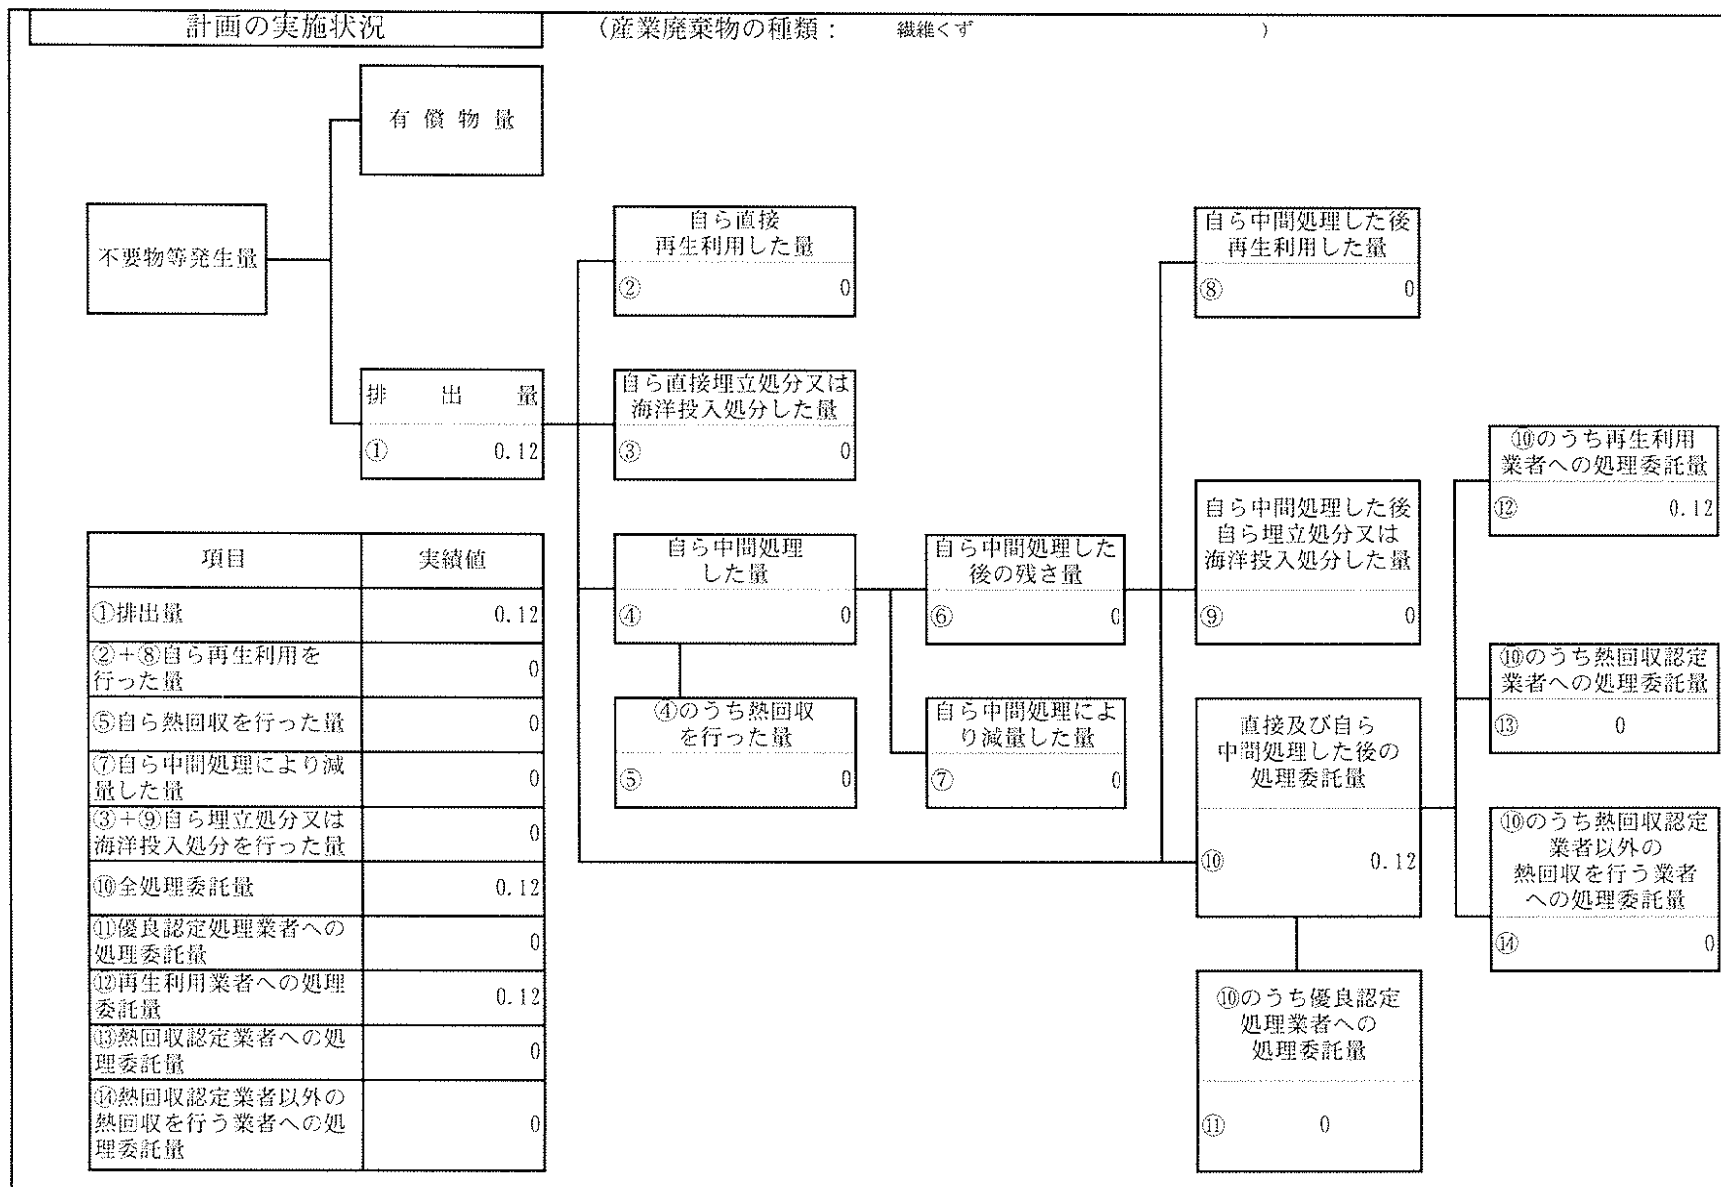 計画の実施状況
(産業廃棄物の種類： 繊維くず )
有償物量
不要物等発生量
排出量
① 0.12
自ら直接
再生利用した量
② 0
自ら直接埋立処分又は
海洋投入処分した量
③ 0
自ら中間処理
した量
④ 0
④のうち熱回収
を行った量
⑤ 0
自ら中間処理した
後の残さ量
⑥ 0
自ら中間処理によ
り減量した量
⑦ 0
自ら中間処理した後
再生利用した量
⑧ 0
自ら中間処理した後
自ら埋立処分又は
海洋投入処分した量
⑨ 0
直接及び自ら
中間処理した後の
処理委託量
⑩ 0.12
⑩のうち優良認定
処理業者への
処理委託量
⑪ 0
⑩のうち再生利用
業者への処理委託量
⑫ 0.12
⑩のうち熱回収認定
業者への処理委託量
⑬ 0
⑩のうち熱回収認定
業者以外の
熱回収を行う業者
への処理委託量
⑭ 0
項目 実績値
①排出量 0.12
②+⑧自ら再生利用を
行った量 0
⑤自ら熱回収を行った量 0
⑦自ら中間処理により減
量した量 0
③+⑨自ら埋立処分又は
海洋投入処分を行った量 0
⑩全処理委託量 0.12
⑪優良認定処理業者への
処理委託量 0
⑫再生利用業者への処理
委託量 0.12
⑬熱回収認定業者への処
理委託量 0
⑭熱回収認定業者以外の
熱回収を行う業者への処
理委託量 0